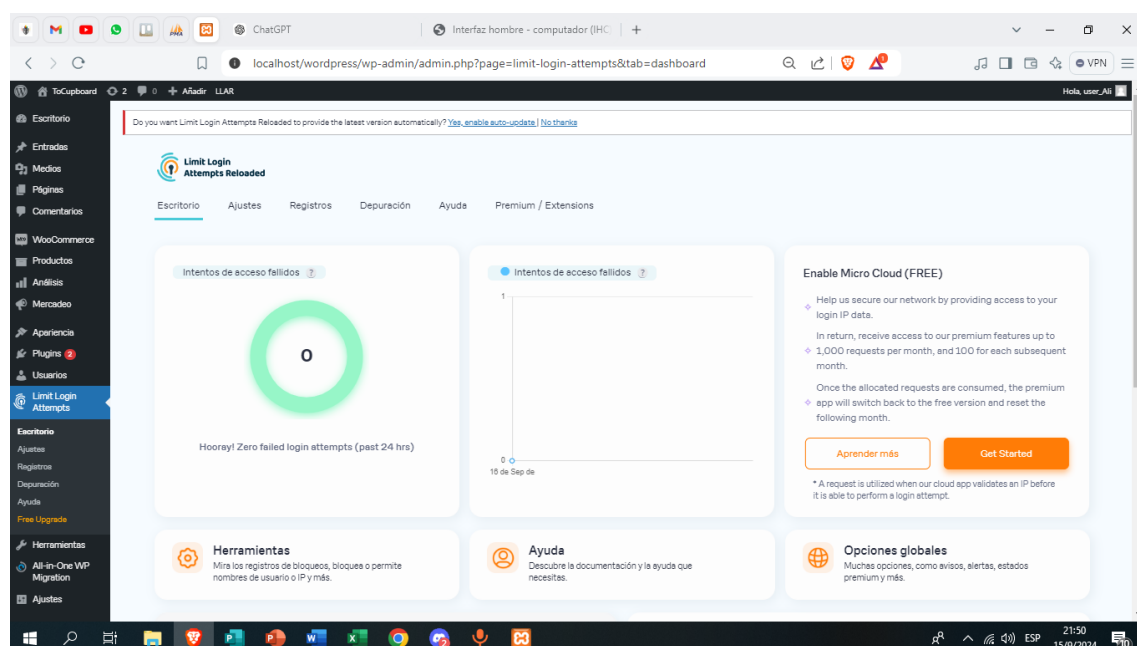 ChatGPT
Interfaz hombre - computador (IHC)
localhost/wordpress/wp-admin/admin.php?page=limit-login-attempts&tab=dashboard
VPN
ToCupboard
2
0
Añadir
LLAR
Hola, user_Ali
Escritorio
Entradas
Medios
Páginas
Comentarios
WooCommerce
Productos
Análisis
Mercadeo
Apariencia
Plugins 2
Usuarios
Limit Login
Attempts
Escritorio
Ajustes
Registros
Depuración
Ayuda
Free Upgrade
Herramientas
All-in-One WP
Migration
Ajustes
Do you want Limit Login Attempts Reloaded to provide the latest version automatically? Yes, enable auto-update | No thanks
Limit Login
Attempts Reloaded
Escritorio
Ajustes
Registros
Depuración
Ayuda
Premium / Extensions
Intentos de acceso fallidos ?
0
Hooray! Zero failed login attempts (past 24 hrs)
Intentos de acceso fallidos ?
1
0
16 de Sep de
Enable Micro Cloud (FREE)
Help us secure our network by providing access to your
login IP data.
In return, receive access to our premium features up to
1,000 requests per month, and 100 for each subsequent
month.
Once the allocated requests are consumed, the premium
app will switch back to the free version and reset the
following month.
Aprender más
Get Started
* A request is utilized when our cloud app validates an IP before
it is able to perform a login attempt.
Herramientas
Mira los registros de bloqueos, bloquea o permite
nombres de usuario o IP y más.
Ayuda
Descubre la documentación y la ayuda que
necesitas.
Opciones globales
Muchas opciones, como avisos, alertas, estados
premium y más.
ESP
21:50
15/9/2024